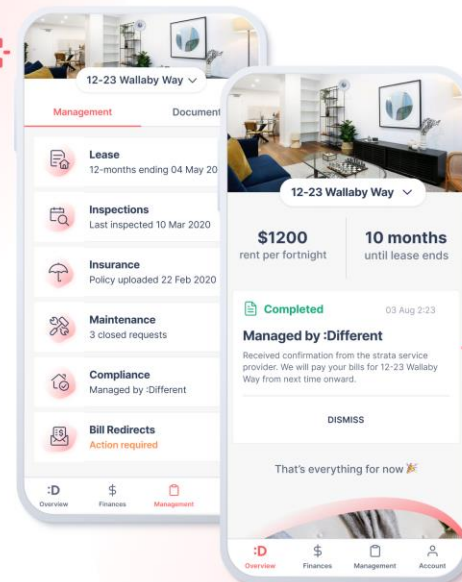 12-23 Wallaby Way
Management
Document
Lease
12-months ending 04 May 20
Inspections
Last inspected 10 Mar 2020
Insurance
Policy uploaded 22 Feb 2020
Maintenance
3 closed requests
Compliance
Managed by :Different
Bill Redirects
Action required
:D
Overview
$
Finances
Management
12-23 Wallaby Way
$1200
rent per fortnight
10 months
until lease ends
Completed
03 Aug 2:23
Managed by :Different
Received confirmation from the strata service
provider. We will pay your bills for 12-23 Wallaby
Way from next time onward.
DISMISS
That's everything for now 🎉
:D
Overview
$
Finances
Management
Account